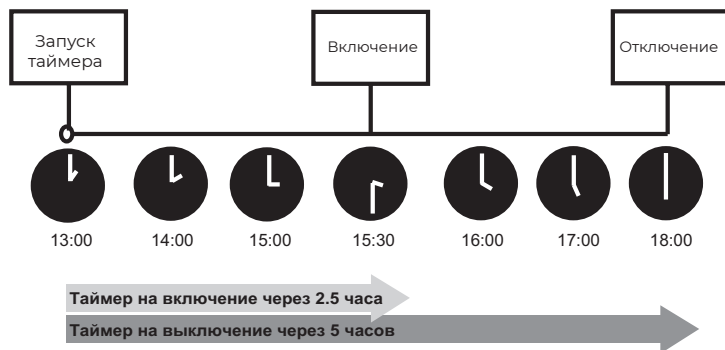 Запуск
таймера
Включение
Отключение
13:00
14:00
15:00
15:30
16:00
17:00
18:00
Таймер на включение через 2.5 часа
Таймер на выключение через 5 часов